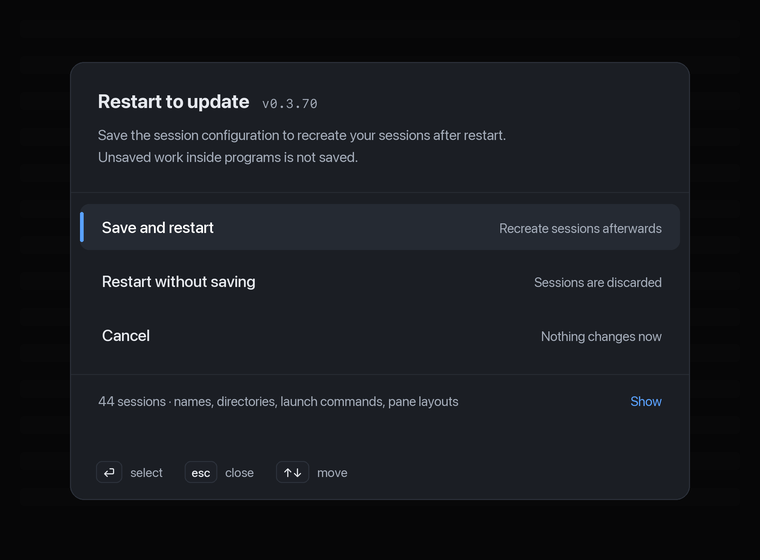 Restart to update v0.3.70
Save the session configuration to recreate your sessions after restart.
Unsaved work inside programs is not saved.
Save and restart Recreate sessions afterwards
Restart without saving Sessions are discarded
Cancel Nothing changes now
44 sessions · names, directories, launch commands, pane layouts Show
↵ select esc close ↑↓ move